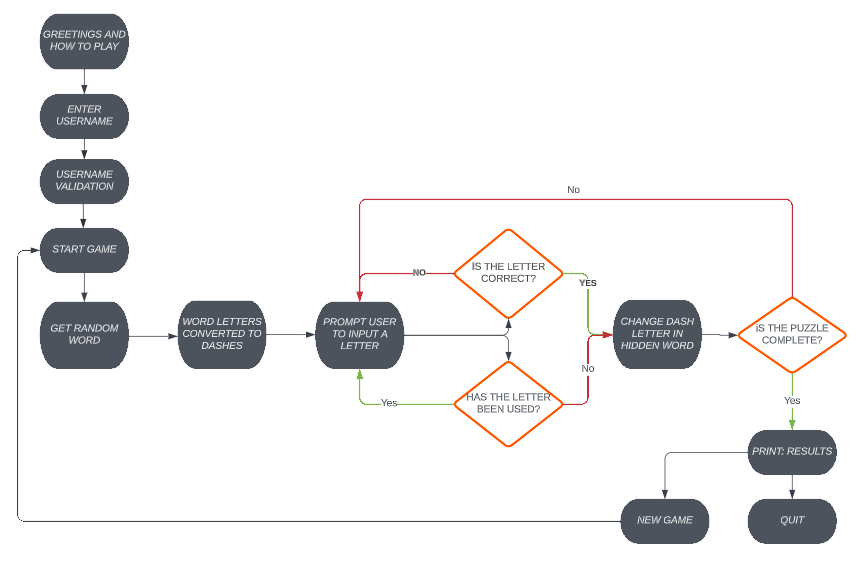 GREETINGS AND
HOW TO PLAY
ENTER
USERNAME
USERNAME
VALIDATION
START GAME
GET RANDOM
WORD
WORD LETTERS
CONVERTED TO
DASHES
PROMPT USER
TO INPUT A
LETTER
No
NO
IS THE LETTER
CORRECT?
YES
HAS THE LETTER
BEEN USED?
Yes
No
CHANGE DASH
LETTER IN
HIDDEN WORD
iS THE PUZZLE
COMPLETE?
Yes
PRINT: RESULTS
NEW GAME
QUIT